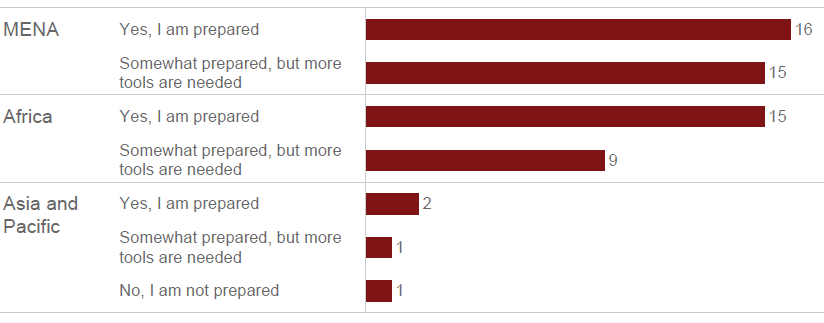 MENA
Yes, I am prepared
16
Somewhat prepared, but more
tools are needed
15
Africa
Yes, I am prepared
15
Somewhat prepared, but more
tools are needed
9
Asia and
Pacific
Yes, I am prepared
2
Somewhat prepared, but more
tools are needed
1
No, I am not prepared
1